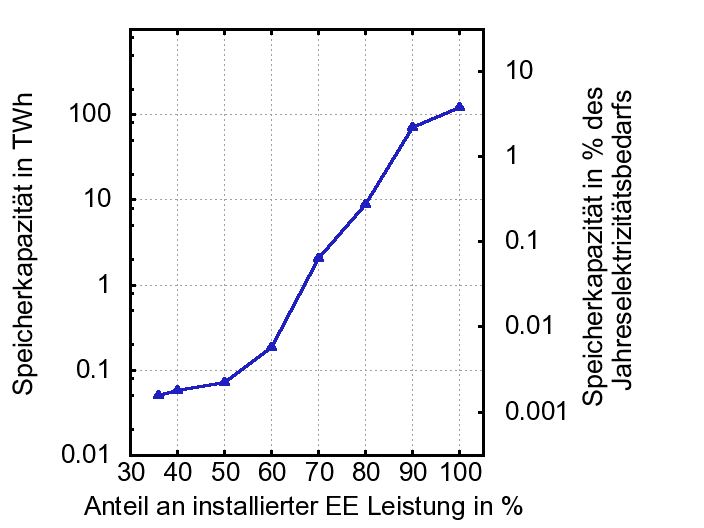 Speicherkapazität in TWh
100
10
1
0.1
0.01
30 40 50 60 70 80 90 100
Anteil an installierter EE Leistung in %
10
1
0.1
0.01
0.001
Speicherkapazität in % des
Jahreselektrizitätsbedarfs